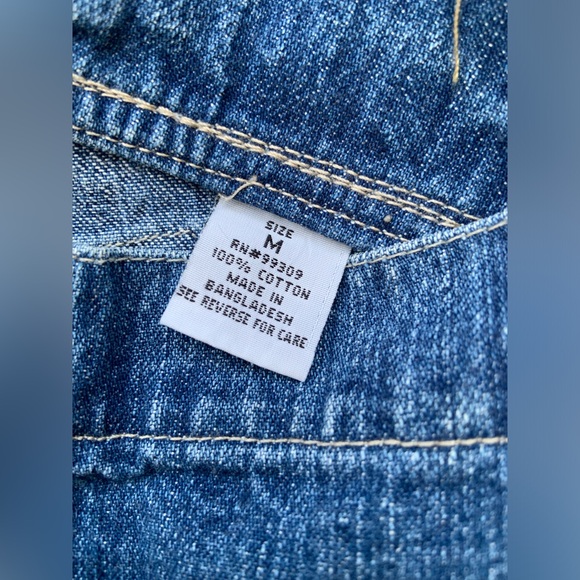 SIZE
M
RN#99309
100% COTTON
MADE IN
BANGLADESH
SEE REVERSE FOR CARE